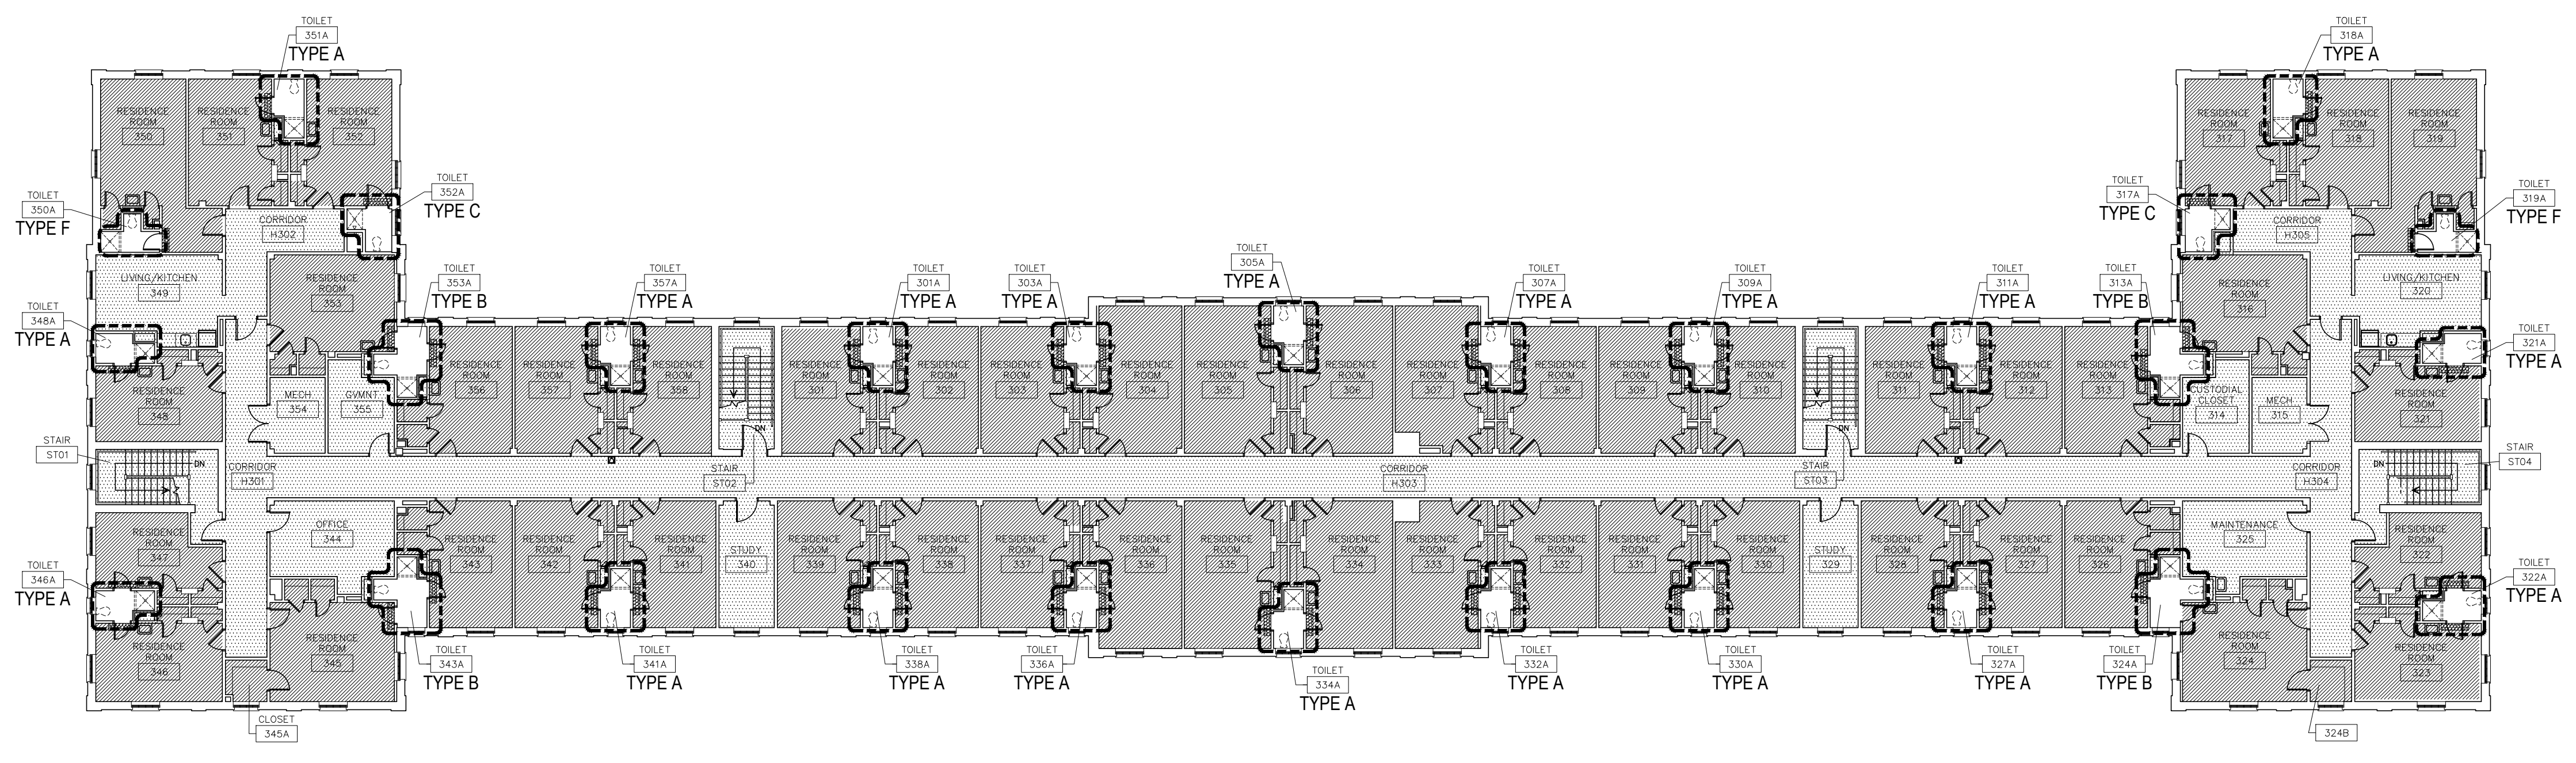 TOILET
351A
TYPE A
TOILET
318A
TYPE A
RESIDENCE
ROOM
350
RESIDENCE
ROOM
351
RESIDENCE
ROOM
352
RESIDENCE
ROOM
317
RESIDENCE
ROOM
318
RESIDENCE
ROOM
319
TOILET
350A
TYPE F
TOILET
352A
TYPE C
TOILET
317A
TYPE C
TOILET
319A
TYPE F
CORRIDOR
H302
CORRIDOR
H305
LIVING/KITCHEN
349
RESIDENCE
ROOM
353
TOILET
353A
TYPE B
TOILET
357A
TYPE A
TOILET
301A
TYPE A
TOILET
303A
TYPE A
TOILET
305A
TYPE A
TOILET
307A
TYPE A
TOILET
309A
TYPE A
TOILET
311A
TYPE A
TOILET
313A
TYPE B
RESIDENCE
ROOM
316
LIVING/KITCHEN
320
TOILET
348A
TYPE A
TOILET
321A
TYPE A
RESIDENCE
ROOM
348
MECH
354
GVMNT
355
RESIDENCE
ROOM
356
RESIDENCE
ROOM
357
RESIDENCE
ROOM
358
RESIDENCE
ROOM
301
RESIDENCE
ROOM
302
RESIDENCE
ROOM
303
RESIDENCE
ROOM
304
RESIDENCE
ROOM
305
RESIDENCE
ROOM
306
RESIDENCE
ROOM
307
RESIDENCE
ROOM
308
RESIDENCE
ROOM
309
RESIDENCE
ROOM
310
RESIDENCE
ROOM
311
RESIDENCE
ROOM
312
RESIDENCE
ROOM
313
CUSTODIAL
CLOSET
314
MECH
315
RESIDENCE
ROOM
321
DN
DN
STAIR
ST01
DN
CORRIDOR
H301
STAIR
ST02
CORRIDOR
H303
STAIR
ST03
CORRIDOR
H304
DN
STAIR
ST04
RESIDENCE
ROOM
347
OFFICE
344
RESIDENCE
ROOM
343
RESIDENCE
ROOM
342
RESIDENCE
ROOM
341
STUDY
340
RESIDENCE
ROOM
339
RESIDENCE
ROOM
338
RESIDENCE
ROOM
337
RESIDENCE
ROOM
336
RESIDENCE
ROOM
335
RESIDENCE
ROOM
334
RESIDENCE
ROOM
333
RESIDENCE
ROOM
332
RESIDENCE
ROOM
331
RESIDENCE
ROOM
330
STUDY
329
RESIDENCE
ROOM
328
RESIDENCE
ROOM
327
RESIDENCE
ROOM
326
MAINTENANCE
325
RESIDENCE
ROOM
322
TOILET
346A
TYPE A
TOILET
322A
TYPE A
RESIDENCE
ROOM
346
RESIDENCE
ROOM
345
RESIDENCE
ROOM
324
RESIDENCE
ROOM
323
TOILET
343A
TYPE B
TOILET
341A
TYPE A
TOILET
338A
TYPE A
TOILET
336A
TYPE A
TOILET
334A
TYPE A
TOILET
332A
TYPE A
TOILET
330A
TYPE A
TOILET
327A
TYPE A
TOILET
324A
TYPE B
CLOSET
345A
324B